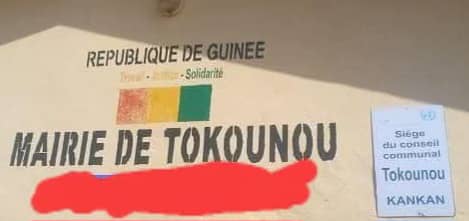 REPUBLIQUE DE GUINEE
Travail - Justice - Solidarité
MAIRIE DE TOKOUNOU
Siège
du conseil
communal
Tokounou
KANKAN